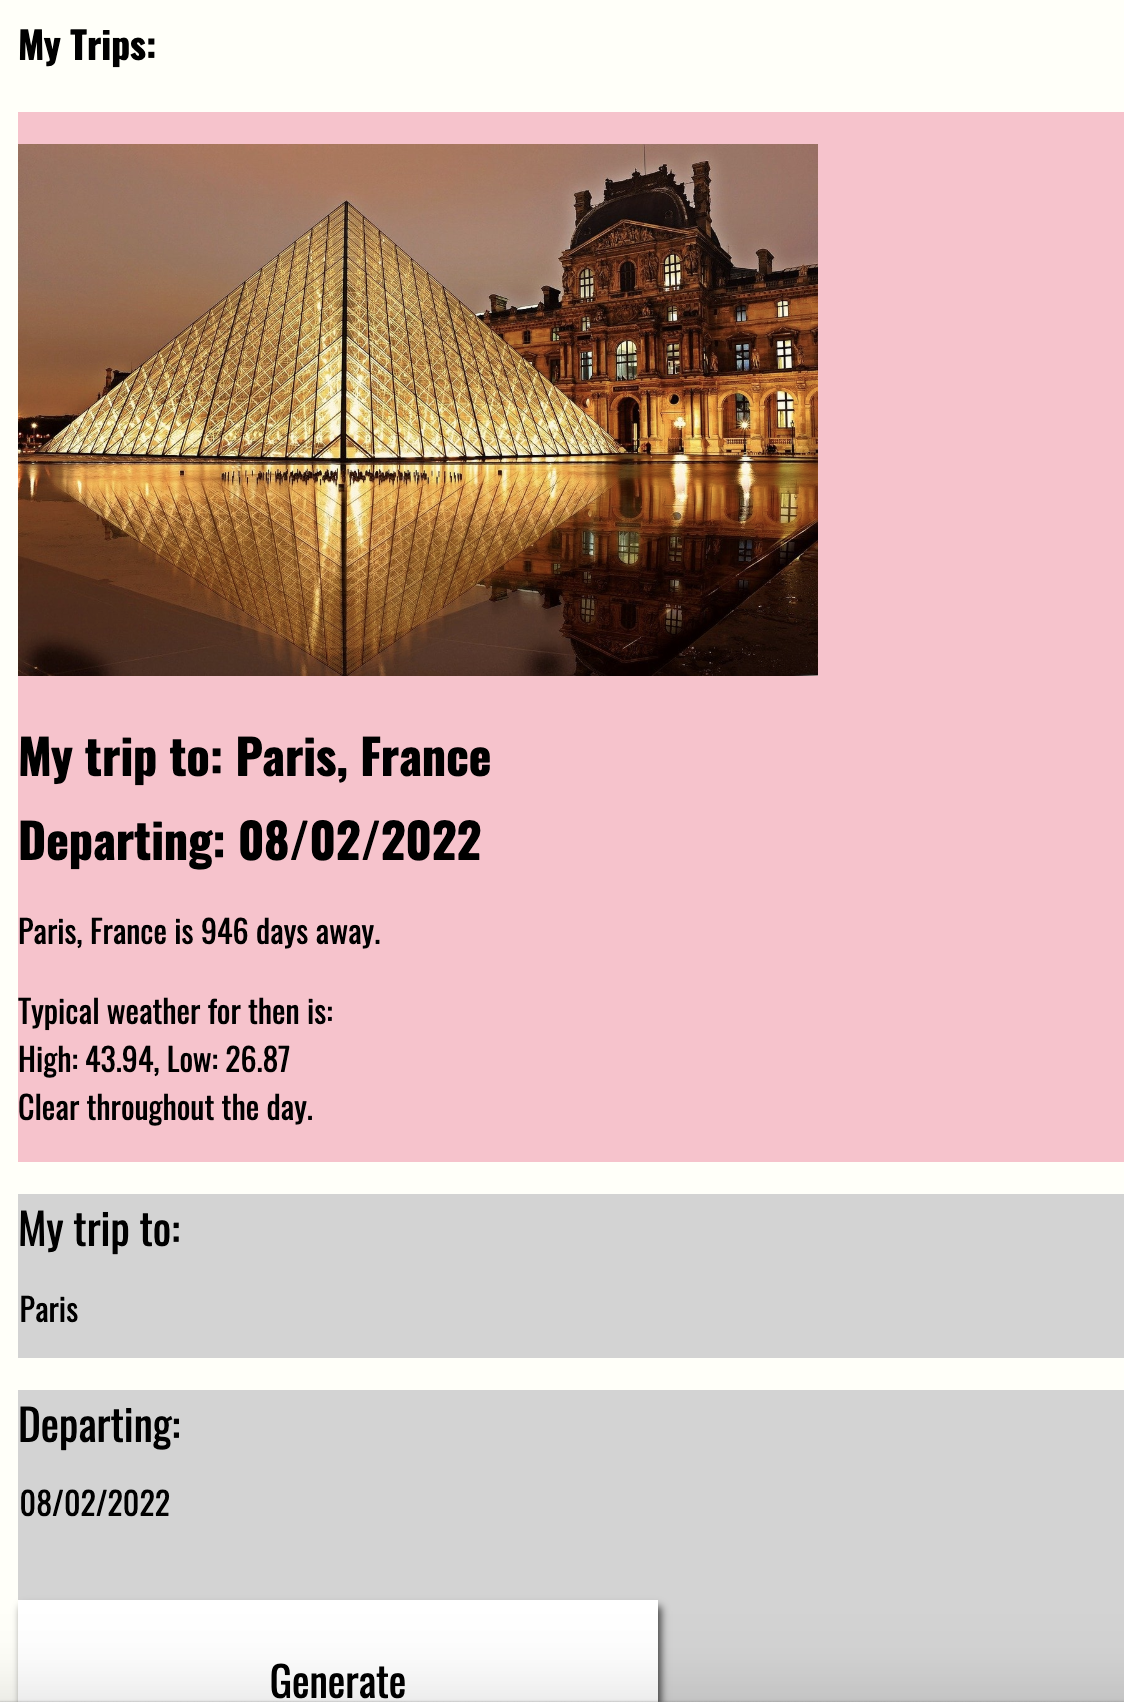 My Trips:
My trip to: Paris, France
Departing: 08/02/2022
Paris, France is 946 days away.
Typical weather for then is:
High: 43.94, Low: 26.87
Clear throughout the day.
My trip to:
Paris
Departing:
08/02/2022
Generate